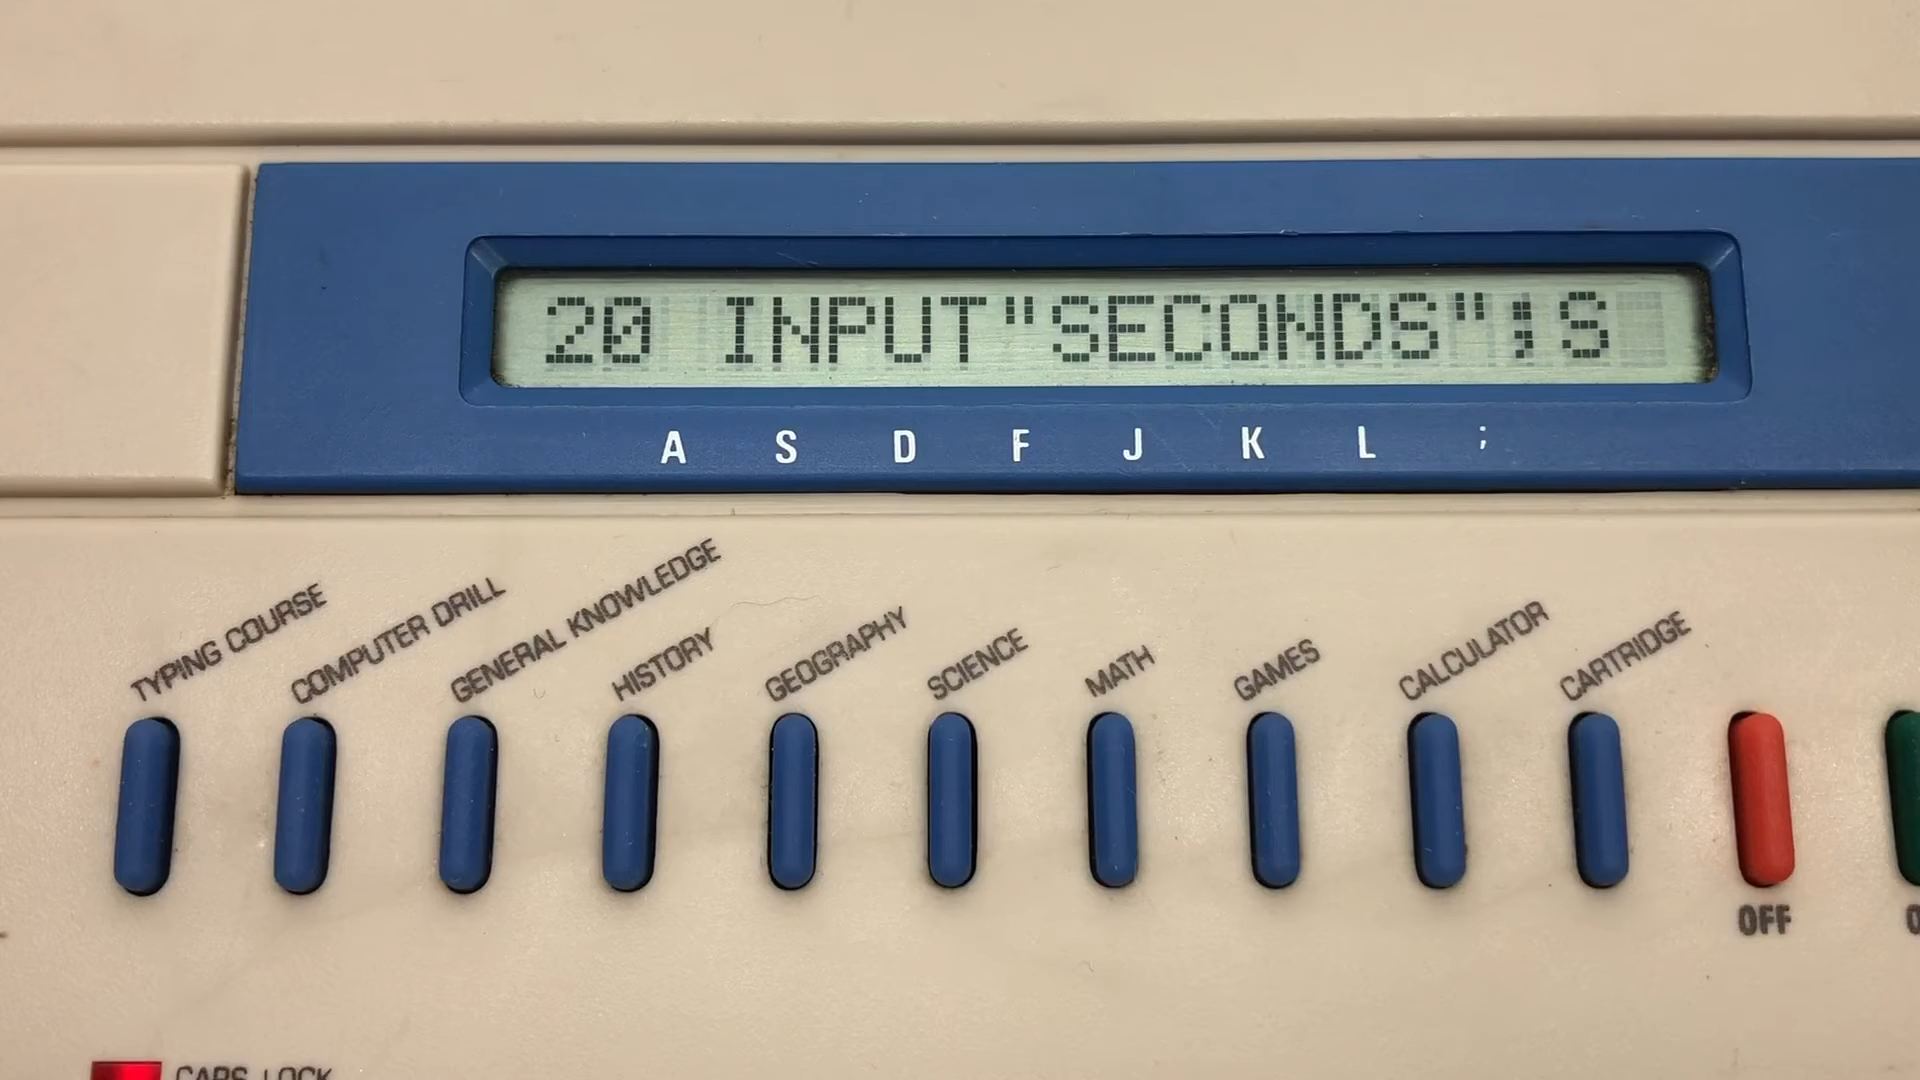 20 INPUT"SECONDS";S
A S D F J K L ;
TYPING COURSE
COMPUTER DRILL
GENERAL KNOWLEDGE
HISTORY
GEOGRAPHY
SCIENCE
MATH
GAMES
CALCULATOR
CARTRIDGE
OFF
CAPS LOCK